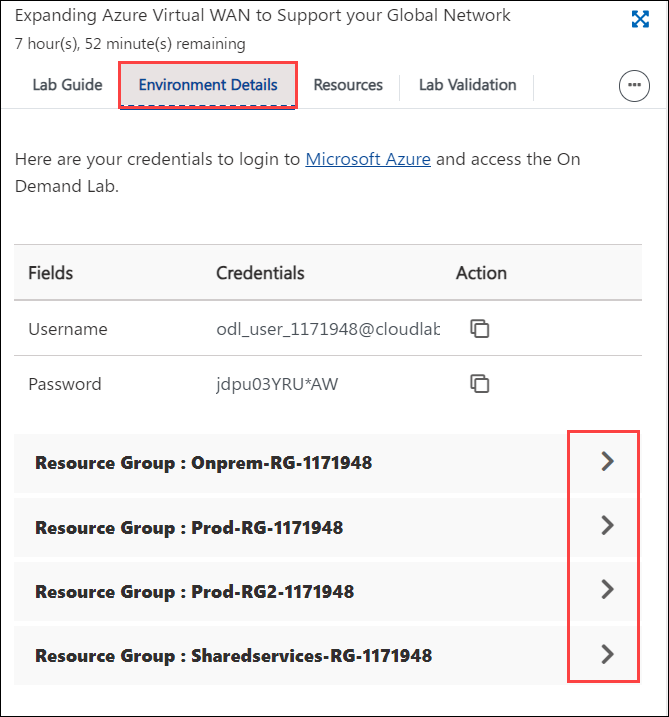 Expanding Azure Virtual WAN to Support your Global Network
7 hour(s), 52 minute(s) remaining
Lab Guide Environment Details Resources Lab Validation
Here are your credentials to login to Microsoft Azure and access the On
Demand Lab.
Fields Credentials Action
Username odl_user_1171948@cloudlab
Password jdpu03YRU*AW
Resource Group : Onprem-RG-1171948
Resource Group : Prod-RG-1171948
Resource Group : Prod-RG2-1171948
Resource Group : Sharedservices-RG-1171948